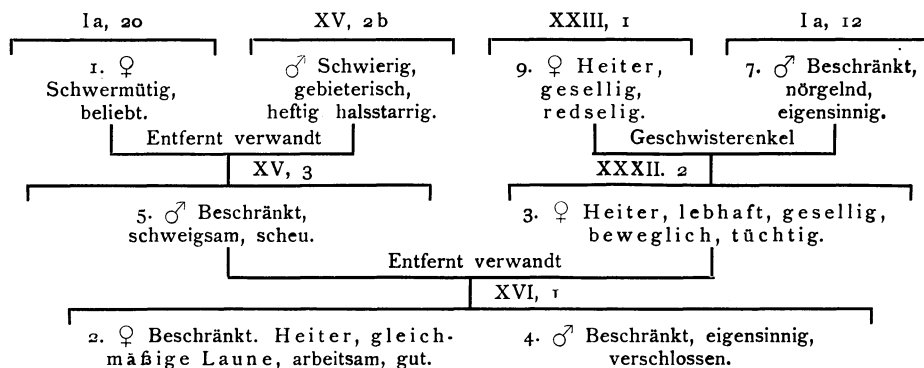 Ia, 20 XV, 2b XXIII, 1 Ia, 12
1. ♀ Schwermütig, beliebt.
♂ Schwierig, gebieterisch, heftig halsstarrig.
9. ♀ Heiter, gesellig, redselig.
7. ♂ Beschränkt, nörgelnd, eigensinnig.
Entfernt verwandt Geschwisterenkel
XV, 3 XXXII. 2
5. ♂ Beschränkt,
schweigsam, scheu.
3. ♀ Heiter, lebhaft, gesellig,
beweglich, tüchtig.
Entfernt verwandt
XVI, 1
2. ♀ Beschränkt. Heiter, gleich-
mäßige Laune, arbeitsam, gut.
4. ♂ Beschränkt, eigensinnig,
verschlossen.